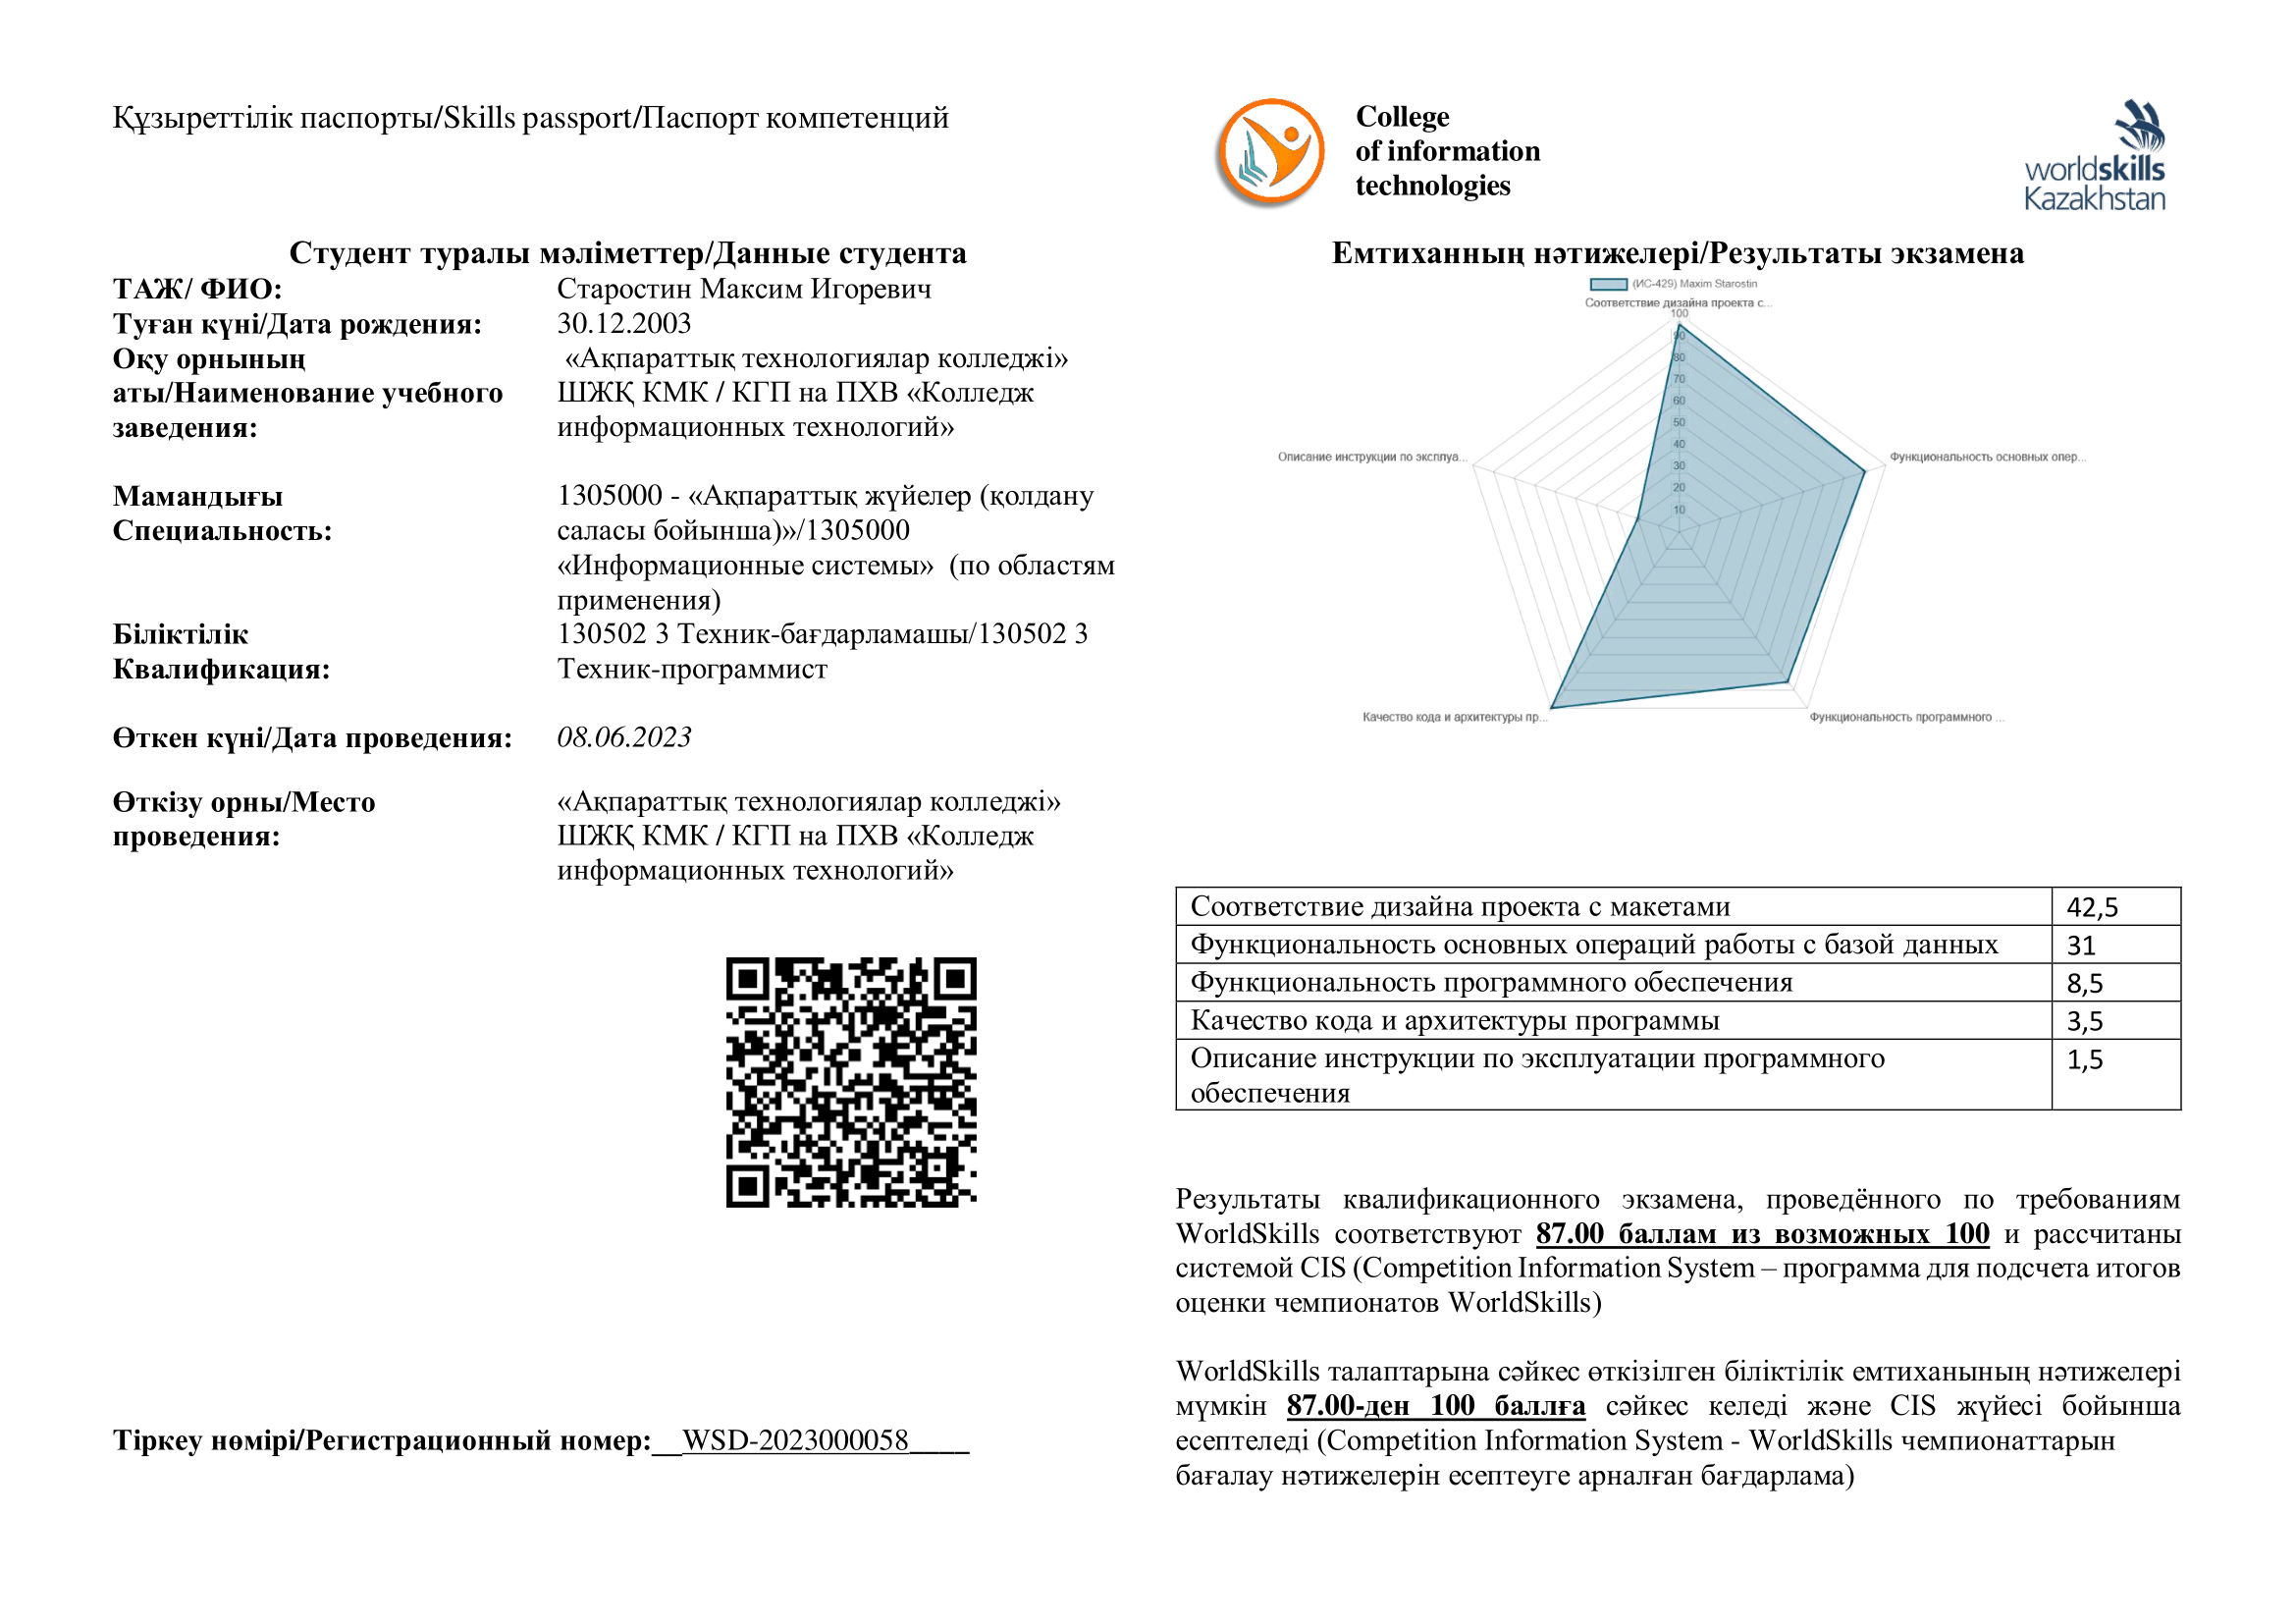 Құзыреттілік паспорты/Skills passport/Паспорт компетенций
Студент туралы мәліметтер/Данные студента
ТАЖ/ ФИО: Старостин Максим Игоревич
Туған күні/Дата рождения: 30.12.2003
Оқу орнының «Ақпараттық технологиялар колледжі»
аты/Наименование учебного ШЖҚ КМК / КГП на ПХВ «Колледж
заведения: информационных технологий»
Мамандығы 1305000 - «Ақпараттық жүйелер (қолдану
Специальность: саласы бойынша)»/1305000
«Информационные системы» (по областям
применения)
Біліктілік 130502 3 Техник-бағдарламашы/130502 3
Квалификация: Техник-программист
Өткен күні/Дата проведения: 08.06.2023
Өткізу орны/Место «Ақпараттық технологиялар колледжі»
проведения: ШЖҚ КМК / КГП на ПХВ «Колледж
информационных технологий»
Тіркеу нөмірі/Регистрационный номер:__WSD-2023000058____
College
of information
technologies
worldskills
Kazakhstan
Емтиханның нәтижелері/Результаты экзамена
(ИС-429) Maxim Starostin
Соответствие дизайна проекта с...
100
90
80
70
60
50
40
30
20
10
Описание инструкции по эксплуа...
Функциональность основных опер...
Качество кода и архитектуры пр...
Функциональность программного ...
Соответствие дизайна проекта с макетами 42,5
Функциональность основных операций работы с базой данных 31
Функциональность программного обеспечения 8,5
Качество кода и архитектуры программы 3,5
Описание инструкции по эксплуатации программного 1,5
обеспечения
Результаты квалификационного экзамена, проведённого по требованиям
WorldSkills соответствуют 87.00 баллам из возможных 100 и рассчитаны
системой CIS (Competition Information System – программа для подсчета итогов
оценки чемпионатов WorldSkills)
WorldSkills талаптарына сәйкес өткізілген біліктілік емтиханының нәтижелері
мүмкін 87.00-ден 100 баллға сәйкес келеді және CIS жүйесі бойынша
есептеледі (Competition Information System - WorldSkills чемпионаттарын
бағалау нәтижелерін есептеуге арналған бағдарлама)